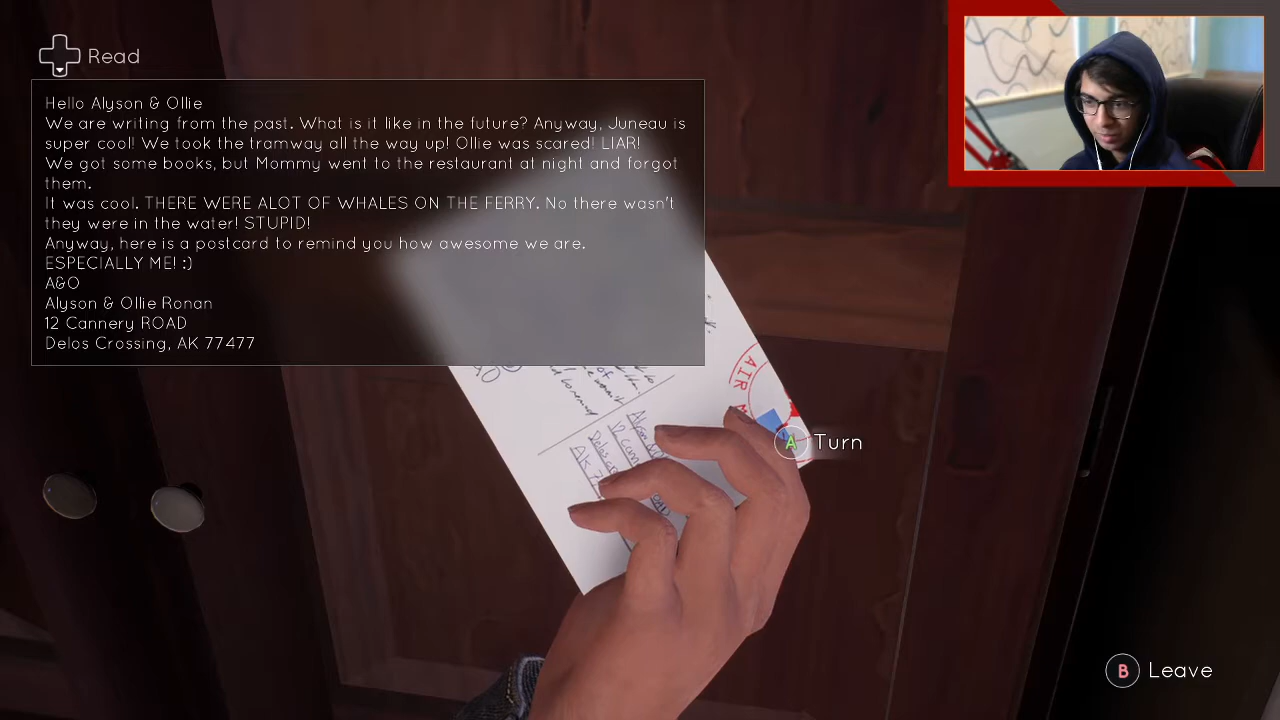 Read
Hello Alyson & Ollie
We are writing from the past. What is it like in the future? Anyway, Juneau is
super cool! We took the tramway all the way up! Ollie was scared! LIAR!
We got some books, but Mommy went to the restaurant at night and forgot
them.
It was cool. THERE WERE ALOT OF WHALES ON THE FERRY. No there wasn't
they were in the water! STUPID!
Anyway, here is a postcard to remind you how awesome we are.
ESPECIALLY ME! :)
A&O
Alyson & Ollie Ronan
12 Cannery ROAD
Delos Crossing, AK 77477
AIR
A Turn
B Leave